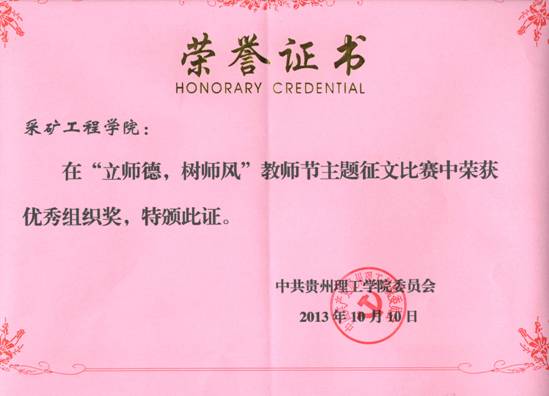 荣誉证书
HONORARY CREDENTIAL
采矿工程学院：
在“立师德，树师风”教师节主题征文比赛中荣获
优秀组织奖，特颁此证。
中共贵州理工学院委员会
2013年10月10日